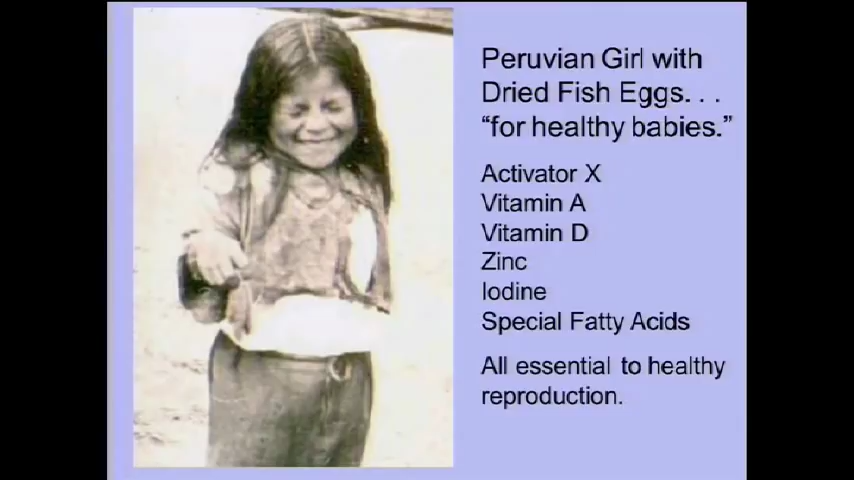 Peruvian Girl with
Dried Fish Eggs. . .
“for healthy babies.”
Activator X
Vitamin A
Vitamin D
Zinc
Iodine
Special Fatty Acids
All essential to healthy
reproduction.